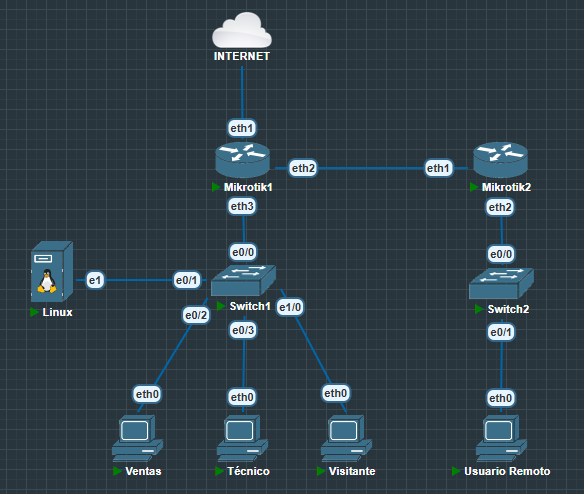 INTERNET
eth1
Mikrotik1
eth2
eth1
Mikrotik2
eth3
eth2
e0/0
e0/0
Linux
e1
e0/1
Switch1
Switch2
e0/2
e0/3
e1/0
e0/1
eth0
eth0
eth0
eth0
Ventas
Técnico
Visitante
Usuario Remoto